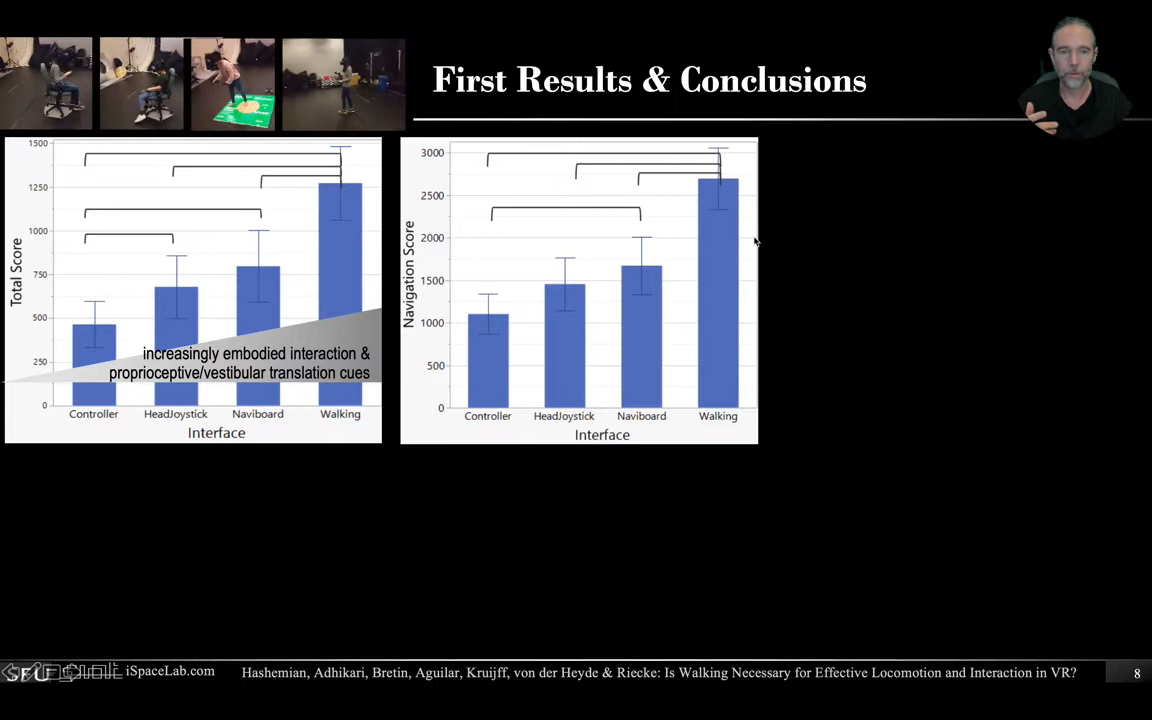 First Results & Conclusions
1500
1250
1000
750
500
250
0
Total Score
increasingly embodied interaction &
proprioceptive/vestibular translation cues
Controller
HeadJoystick
Naviboard
Walking
Interface
3000
2500
2000
1500
1000
500
0
Navigation Score
Controller
HeadJoystick
Naviboard
Walking
Interface
SFU
iSpaceLab.com
Hashemian, Adhikari, Bretin, Aguilar, Kruijff, von der Heyde & Riecke: Is Walking Necessary for Effective Locomotion and Interaction in VR?
8